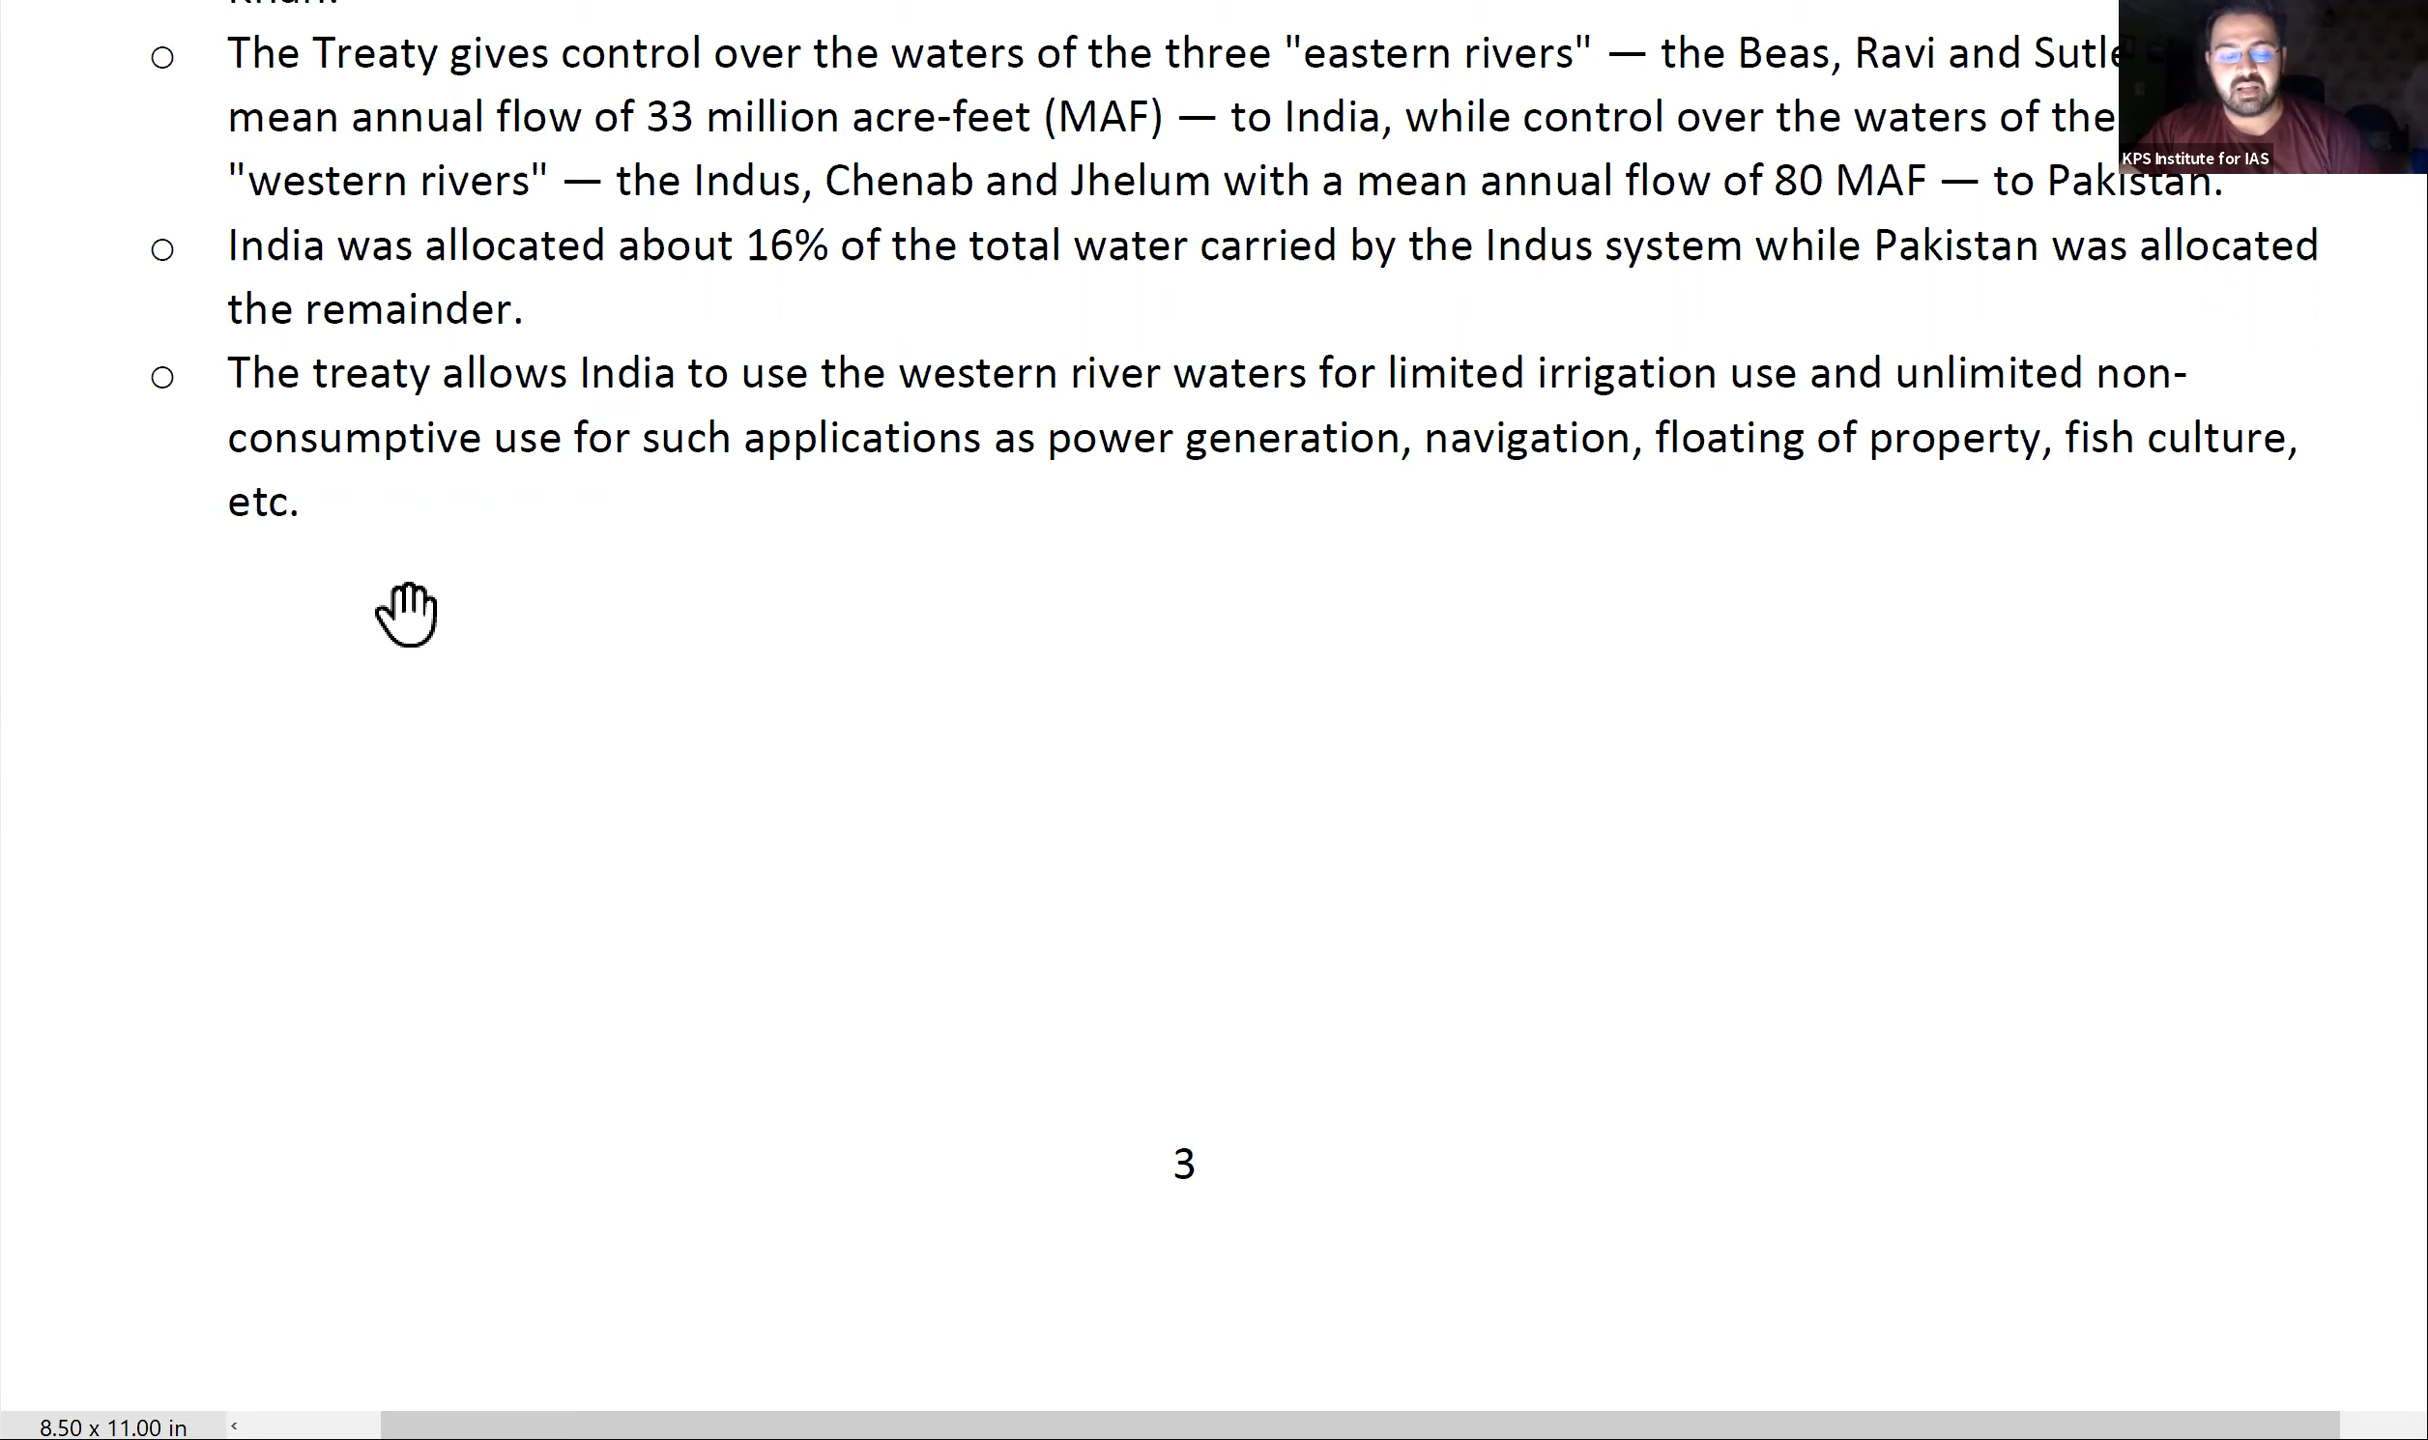 The Treaty gives control over the waters of the three "eastern rivers" — the Beas, Ravi and
mean annual flow of 33 million acre-feet (MAF) — to India, while control over the waters of the
KPS Institute for IAS
"western rivers" — the Indus, Chenab and Jhelum with a mean annual flow of 80 MAF — to Pakistan.
India was allocated about 16% of the total water carried by the Indus system while Pakistan was allocated
the remainder.
The treaty allows India to use the western river waters for limited irrigation use and unlimited non-
consumptive use for such applications as power generation, navigation, floating of property, fish culture,
etc.
3
8.50 x 11.00 in